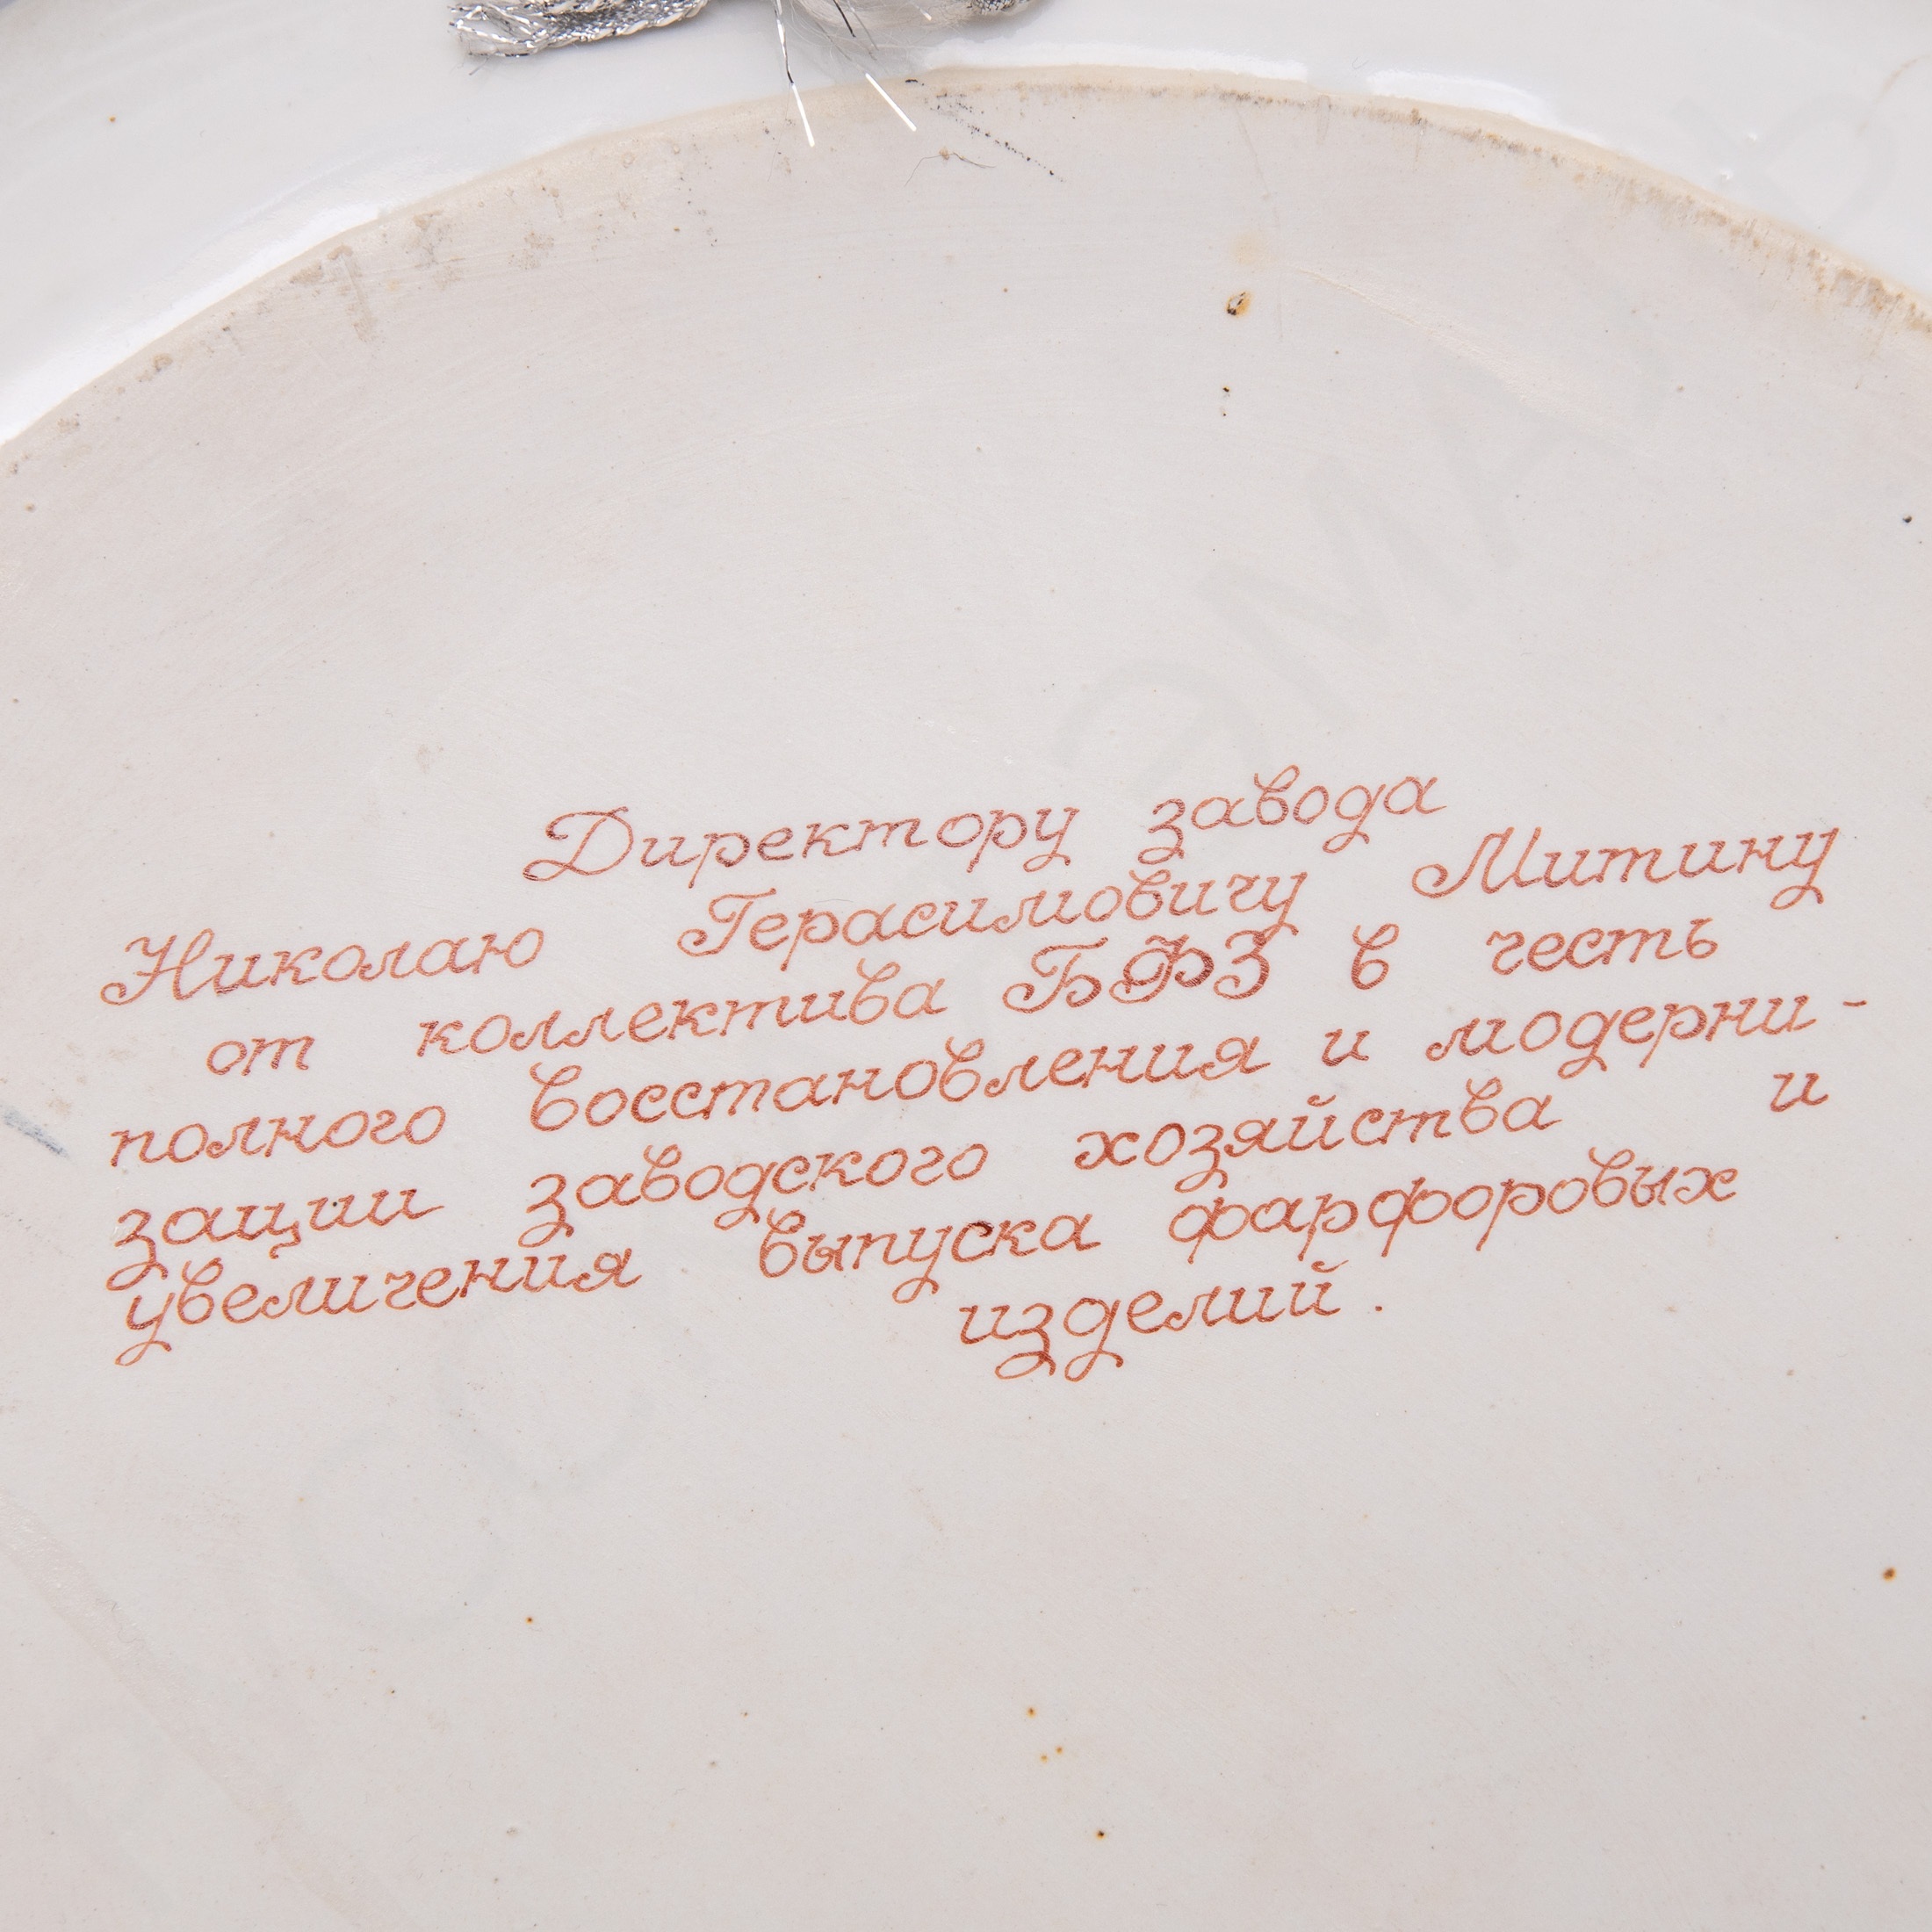 Директору завода
Николаю Герасимовичу Митину
от коллектива БФЗ в честь
полного восстановления и модерни-
зации заводского хозяйства и
увеличения выпуска фарфоровых
изделий.